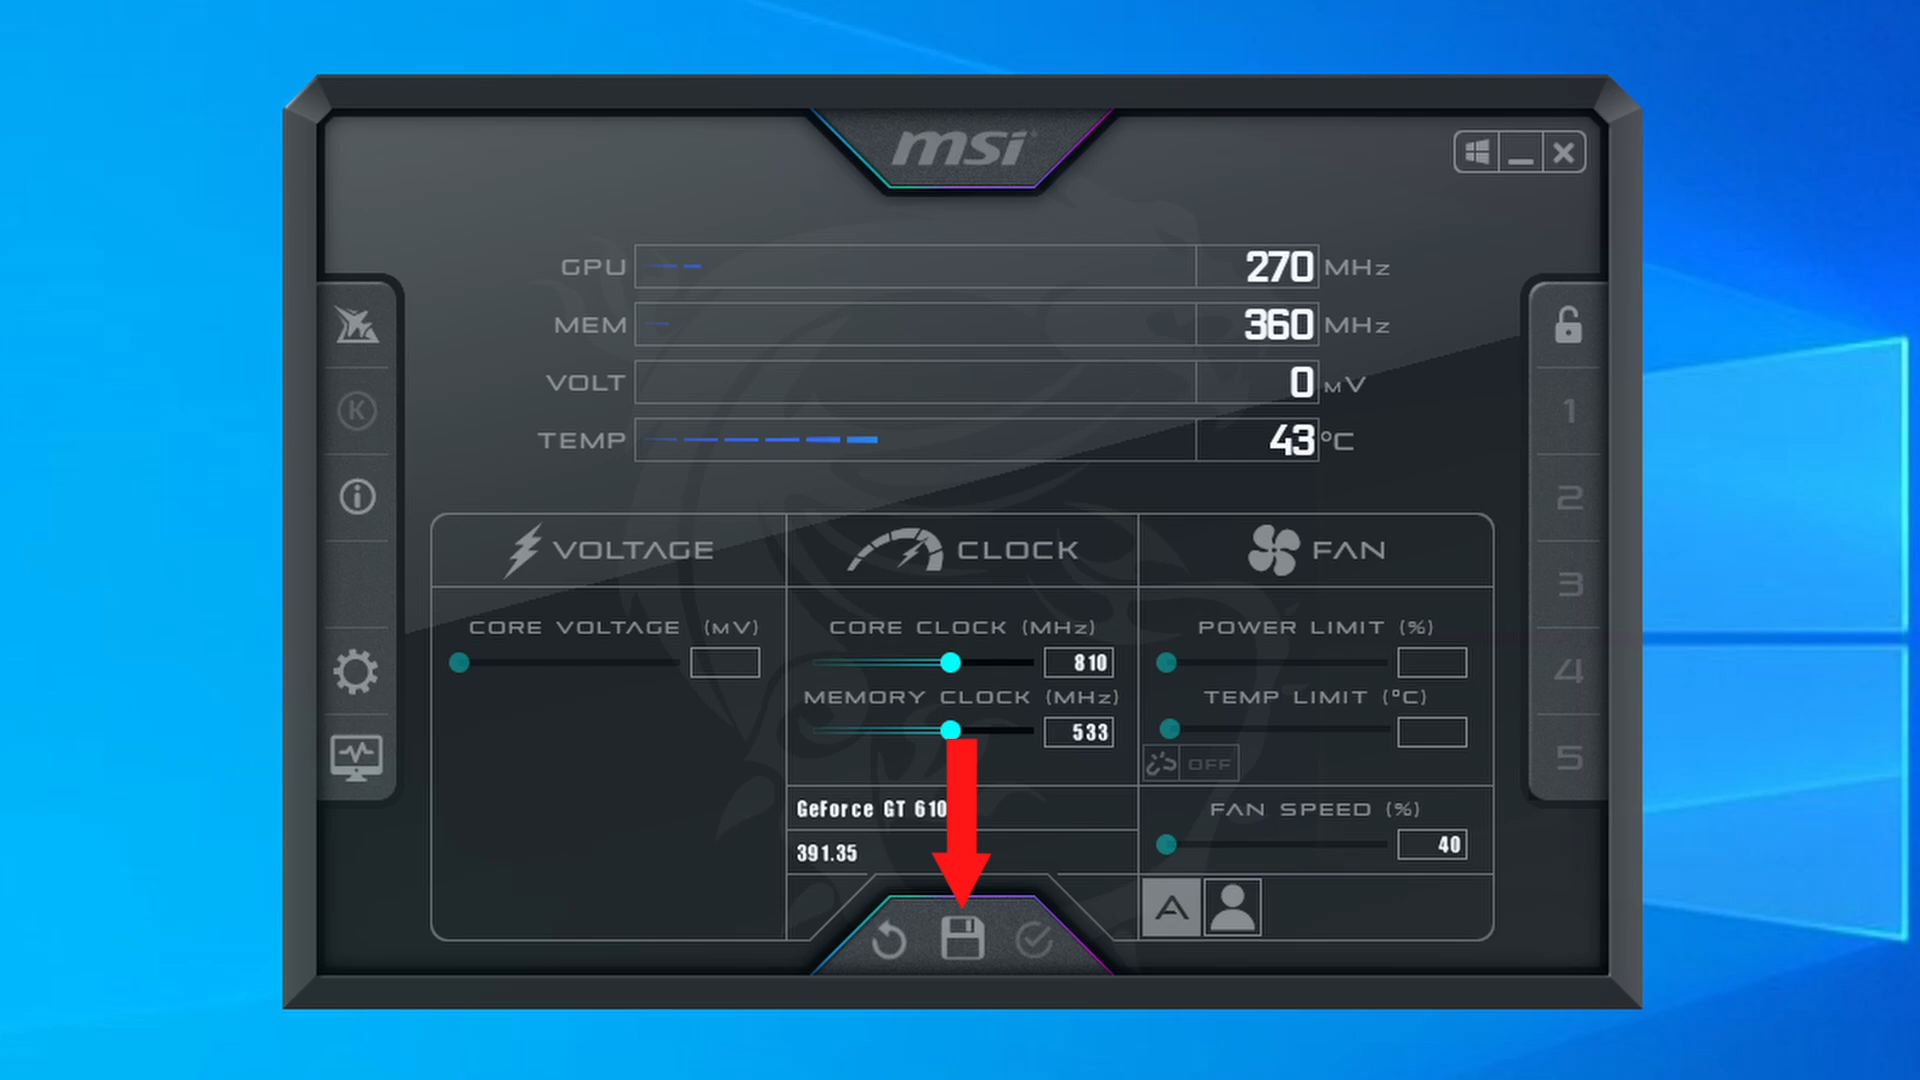 msi
GPU 270 MHz
MEM 360 MHz
VOLT 0 mV
TEMP 43 °C
VOLTAGE
CLOCK
FAN
CORE VOLTAGE (MV)
CORE CLOCK (MHz)
810
MEMORY CLOCK (MHz)
533
GeForce GT 610
391.35
POWER LIMIT (%)
TEMP LIMIT (°C)
OFF
FAN SPEED (%)
40
A
K
i
1
2
3
4
5